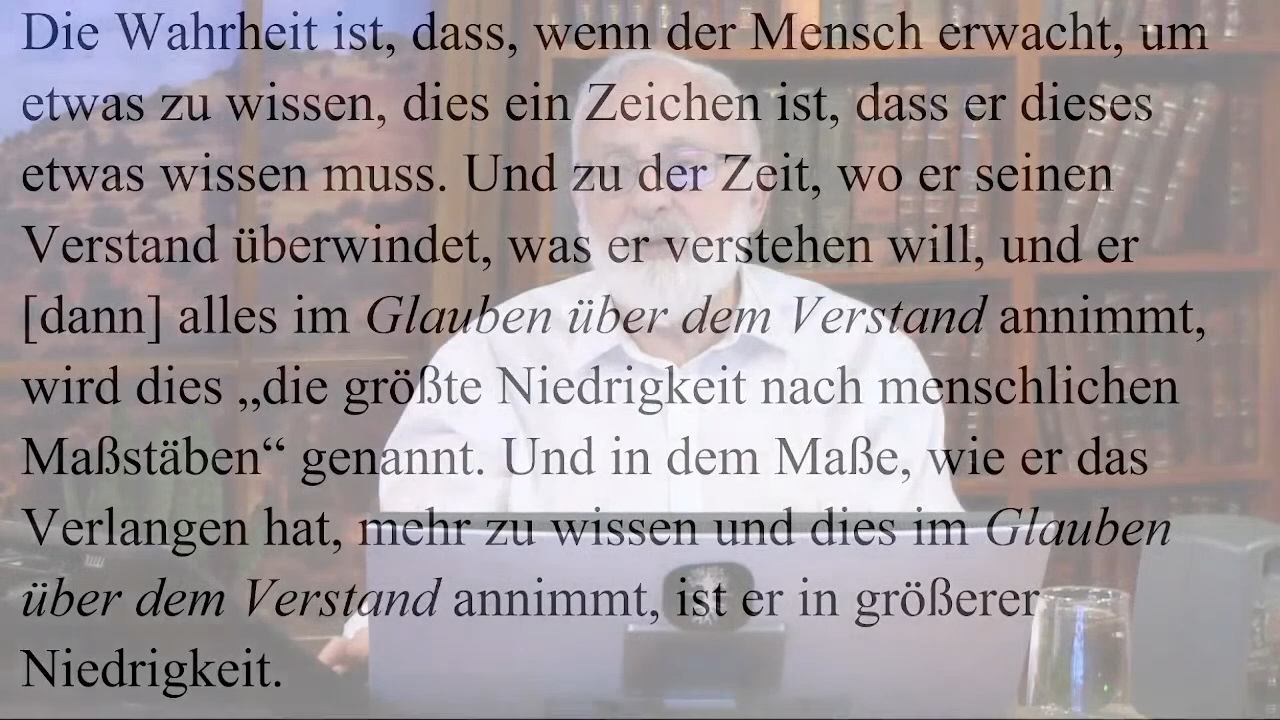 Die Wahrheit ist, dass, wenn der Mensch erwacht, um
etwas zu wissen, dies ein Zeichen ist, dass er dieses
etwas wissen muss. Und zu der Zeit, wo er seinen
Verstand überwindet, was er verstehen will, und er
[dann] alles im Glauben über dem Verstand annimmt,
wird dies „die größte Niedrigkeit nach menschlichen
Maßstäben“ genannt. Und in dem Maße, wie er das
Verlangen hat, mehr zu wissen und dies im Glauben
über dem Verstand annimmt, ist er in größerer
Niedrigkeit.